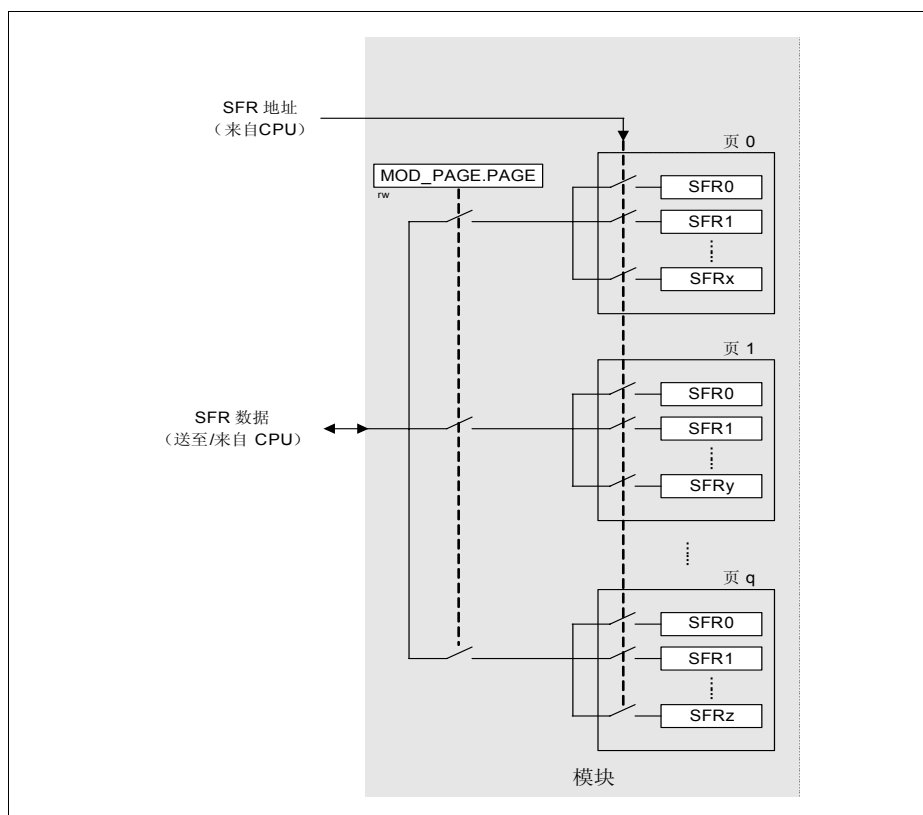 SFR 地址
（来自CPU）
页 0
MOD_PAGE.PAGE
rw
SFR0
SFR1
SFRx
页 1
SFR0
SFR1
SFRy
SFR 数据
（送至/来自 CPU）
页 q
SFR0
SFR1
SFRz
模块